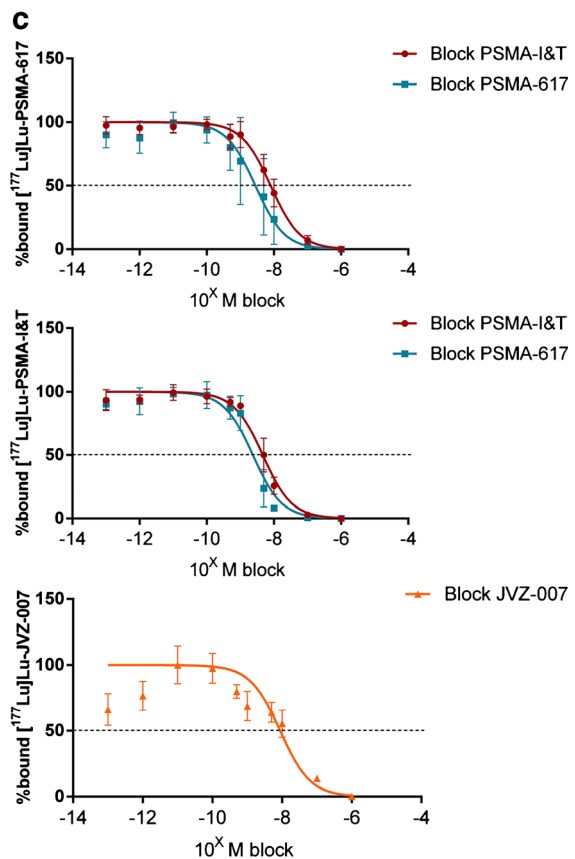 C
%bound [¹⁷⁷Lu]Lu-PSMA-617
150
100
50
0
-14
-12
-10
-8
-6
-4
10ˣ M block
Block PSMA-I&T
Block PSMA-617
%bound [¹⁷⁷Lu]Lu-PSMA-I&T
150
100
50
0
-14
-12
-10
-8
-6
-4
10ˣ M block
Block PSMA-I&T
Block PSMA-617
%bound [¹⁷⁷Lu]Lu-JVZ-007
150
100
50
0
-14
-12
-10
-8
-6
-4
10ˣ M block
Block JVZ-007